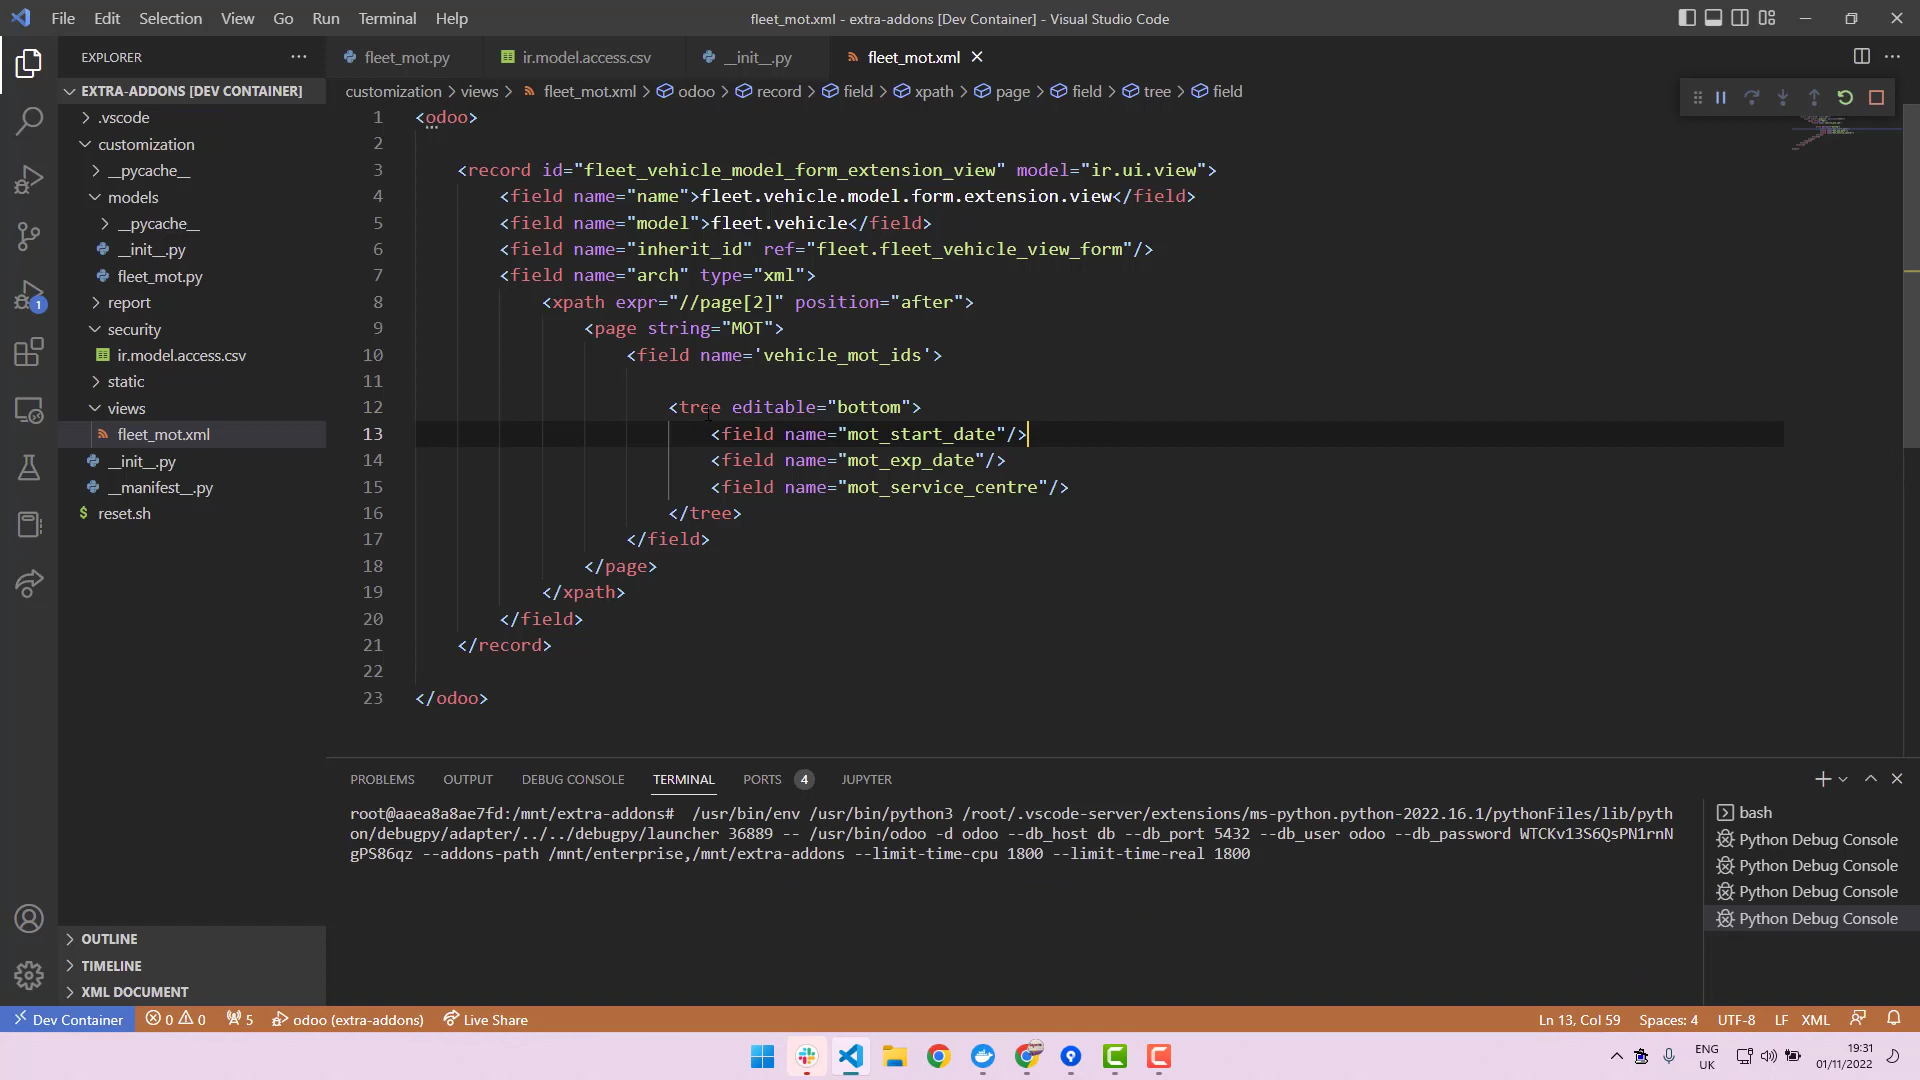 File Edit Selection View Go Run Terminal Help
fleet_mot.xml - extra-addons [Dev Container] - Visual Studio Code
EXPLORER
fleet_mot.py
ir.model.access.csv
__init__.py
fleet_mot.xml
EXTRA-ADDONS [DEV CONTAINER]
customization > views > fleet_mot.xml > odoo > record > field > xpath > page > field > tree > field
.vscode
customization
__pycache__
models
__pycache__
__init__.py
fleet_mot.py
report
security
ir.model.access.csv
static
views
fleet_mot.xml
__init__.py
__manifest__.py
reset.sh
OUTLINE
TIMELINE
XML DOCUMENT
1 <odoo>
2
3 <record id="fleet_vehicle_model_form_extension_view" model="ir.ui.view">
4 <field name="name">fleet.vehicle.model.form.extension.view</field>
5 <field name="model">fleet.vehicle</field>
6 <field name="inherit_id" ref="fleet.fleet_vehicle_view_form"/>
7 <field name="arch" type="xml">
8 <xpath expr="//page[2]" position="after">
9 <page string="MOT">
10 <field name='vehicle_mot_ids'>
11
12 <tree editable="bottom">
13 <field name="mot_start_date"/>
14 <field name="mot_exp_date"/>
15 <field name="mot_service_centre"/>
16 </tree>
17 </field>
18 </page>
19 </xpath>
20 </field>
21 </record>
22
23 </odoo>
PROBLEMS OUTPUT DEBUG CONSOLE TERMINAL PORTS 4 JUPYTER
root@aaea8a8ae7fd:/mnt/extra-addons# /usr/bin/env /usr/bin/python3 /root/.vscode-server/extensions/ms-python.python-2022.16.1/pythonFiles/lib/pyth
on/debugpy/adapter/../../debugpy/launcher 36889 -- /usr/bin/odoo -d odoo --db_host db --db_port 5432 --db_user odoo --db_password WTCKv13S6QsPN1rnN
gPS86qz --addons-path /mnt/enterprise,/mnt/extra-addons --limit-time-cpu 1800 --limit-time-real 1800
bash
Python Debug Console
Python Debug Console
Python Debug Console
Python Debug Console
1
Dev Container 0 0 5 odoo (extra-addons) Live Share
Ln 13, Col 59 Spaces: 4 UTF-8 LF XML
ENG
UK
19:31
01/11/2022